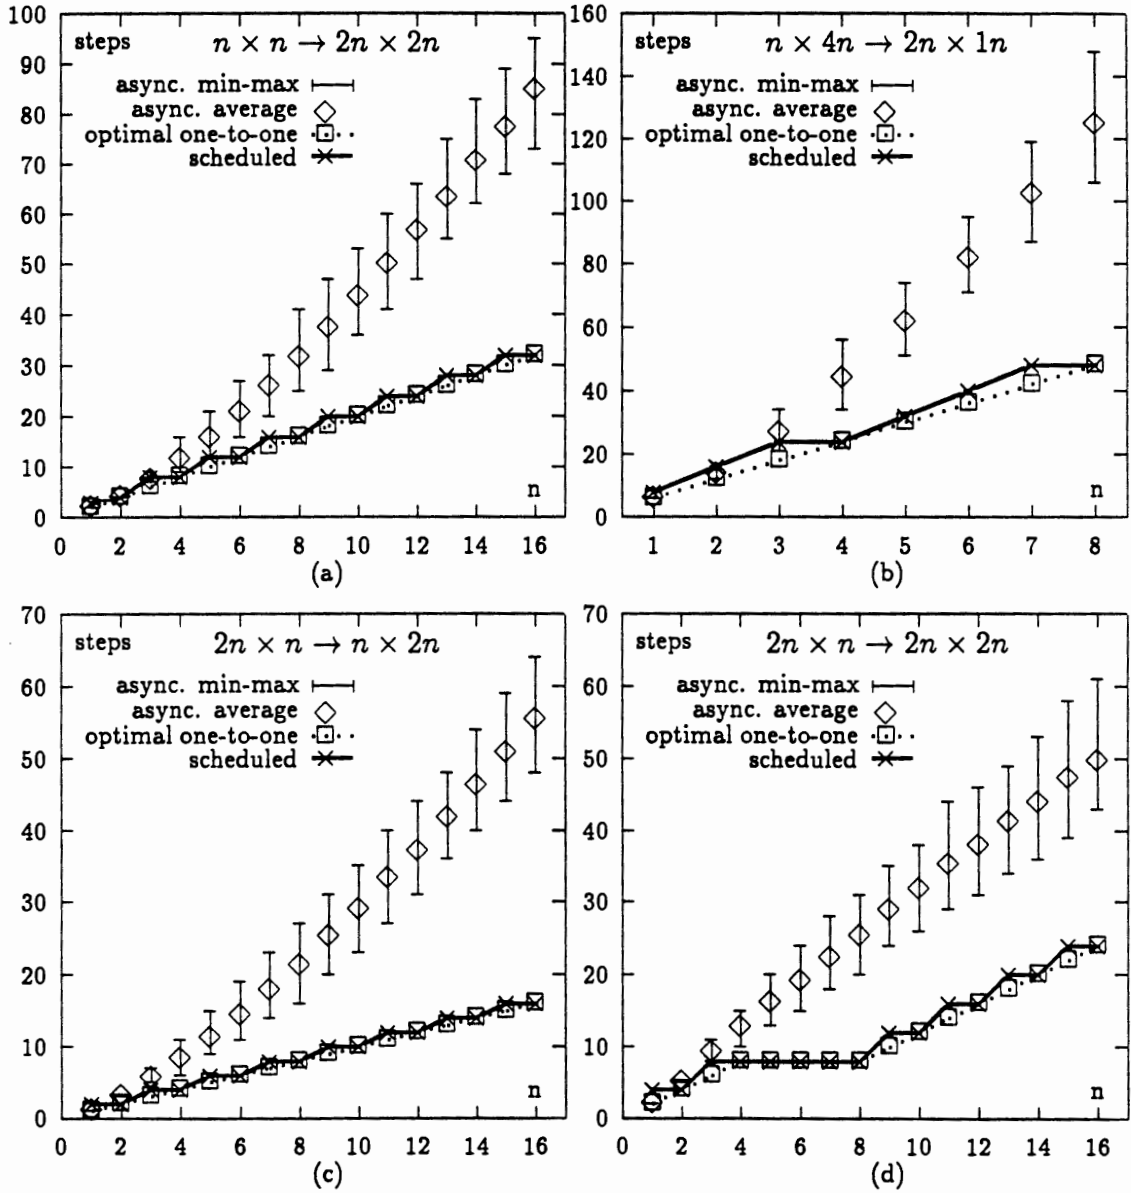 steps n × n → 2n × 2n
async. min-max
async. average
optimal one-to-one
scheduled
100
90
80
70
60
50
40
30
20
10
0
n
0 2 4 6 8 10 12 14 16
(a)
steps n × 4n → 2n × 1n
async. min-max
async. average
optimal one-to-one
scheduled
160
140
120
100
80
60
40
20
0
n
1 2 3 4 5 6 7 8
(b)
steps 2n × n → n × 2n
async. min-max
async. average
optimal one-to-one
scheduled
70
60
50
40
30
20
10
0
n
0 2 4 6 8 10 12 14 16
(c)
steps 2n × n → 2n × 2n
async. min-max
async. average
optimal one-to-one
scheduled
70
60
50
40
30
20
10
0
n
0 2 4 6 8 10 12 14 16
(d)